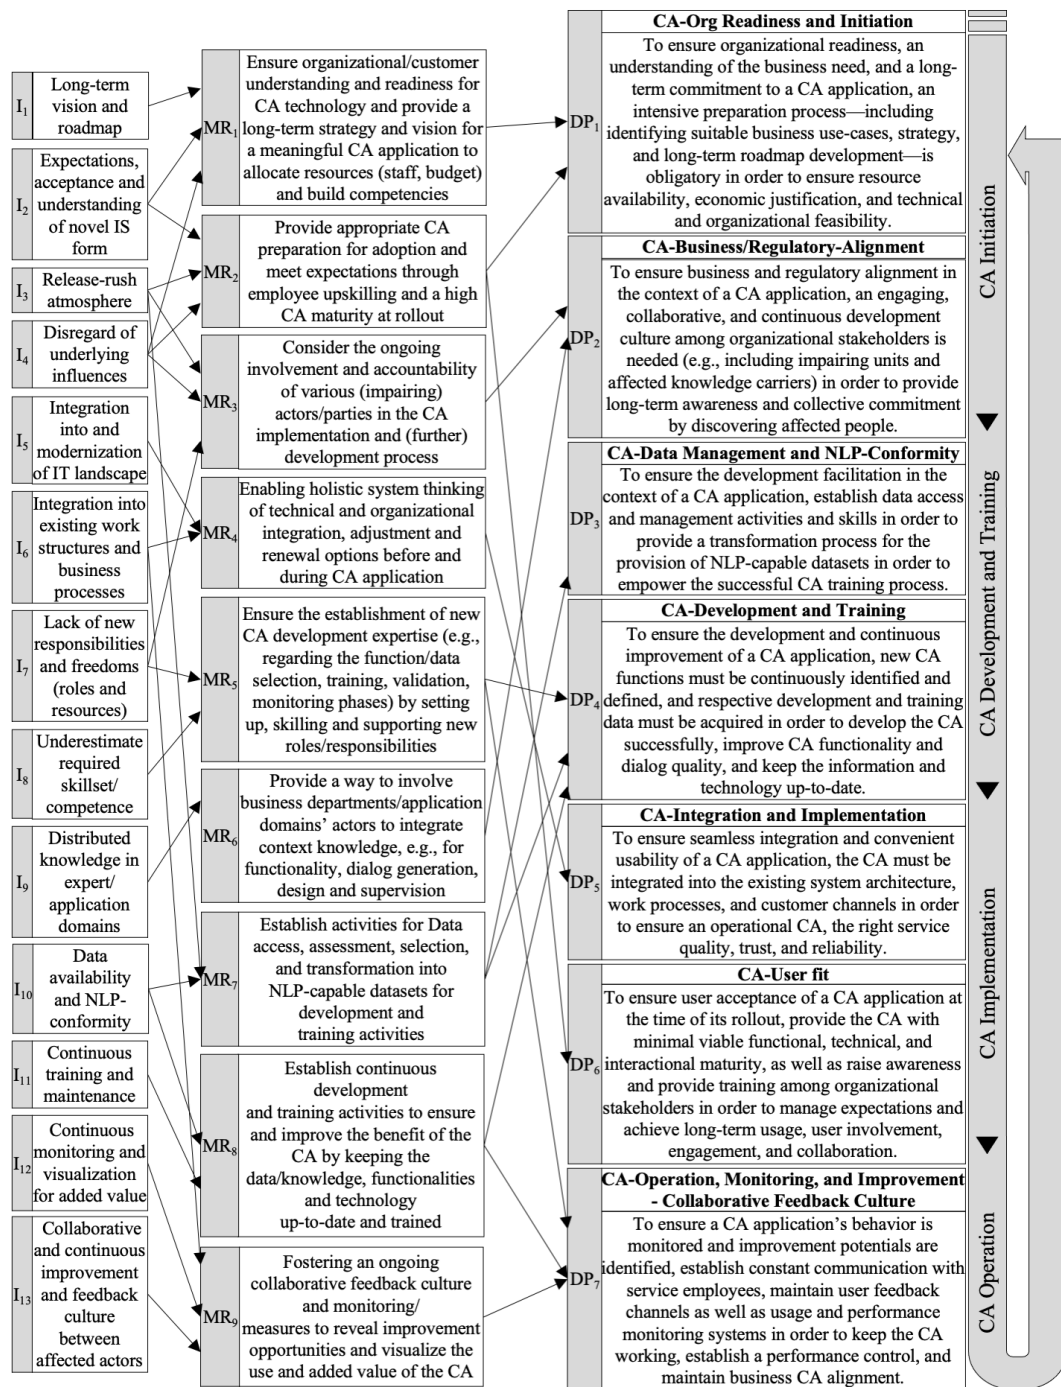 I1
Long-term
vision and
roadmap
I2
Expectations,
acceptance and
understanding
of novel IS
form
I3
Release-rush
atmosphere
I4
Disregard of
underlying
influences
I5
Integration
into and
modernization
of IT landscape
I6
Integration into
existing work
structures and
business
processes
I7
Lack of new
responsibilities
and freedoms
(roles and
resources)
I8
Underestimate
required
skillset/
competence
I9
Distributed
knowledge in
expert/
application
domains
I10
Data
availability
and NLP-
conformity
I11
Continuous
training and
maintenance
I12
Continuous
monitoring and
visualization
for added value
I13
Collaborative
and continuous
improvement
and feedback
culture
between
affected actors
MR1
Ensure organizational/customer
understanding and readiness for
CA technology and provide a
long-term strategy and vision for
a meaningful CA application to
allocate resources (staff, budget)
and build competencies
MR2
Provide appropriate CA
preparation for adoption and
meet expectations through
employee upskilling and a high
CA maturity at rollout
MR3
Consider the ongoing
involvement and accountability
of various (impairing)
actors/parties in the CA
implementation and (further)
development process
MR4
Enabling holistic system thinking
of technical and organizational
integration, adjustment and
renewal options before and
during CA application
MR5
Ensure the establishment of new
CA development expertise (e.g.,
regarding the function/data
selection, training, validation,
monitoring phases) by setting
up, skilling and supporting new
roles/responsibilities
MR6
Provide a way to involve
business departments/application
domains' actors to integrate
context knowledge, e.g., for
functionality, dialog generation,
design and supervision
MR7
Establish activities for Data
access, assessment, selection,
and transformation into
NLP-capable datasets for
development and
training activities
MR8
Establish continuous
development
and training activities to ensure
and improve the benefit of the
CA by keeping the
data/knowledge, functionalities
and technology
up-to-date and trained
MR9
Fostering an ongoing
collaborative feedback culture
and monitoring/
measures to reveal improvement
opportunities and visualize the
use and added value of the CA
DP1
CA-Org Readiness and Initiation
To ensure organizational readiness, an
understanding of the business need, and a long-
term commitment to a CA application, an
intensive preparation process—including
identifying suitable business use-cases, strategy,
and long-term roadmap development—is
obligatory in order to ensure resource
availability, economic justification, and technical
and organizational feasibility.
DP2
CA-Business/Regulatory-Alignment
To ensure business and regulatory alignment in
the context of a CA application, an engaging,
collaborative, and continuous development
culture among organizational stakeholders is
needed (e.g., including impairing units and
affected knowledge carriers) in order to provide
long-term awareness and collective commitment
by discovering affected people.
DP3
CA-Data Management and NLP-Conformity
To ensure the development facilitation in the
context of a CA application, establish data access
and management activities and skills in order to
provide a transformation process for the
provision of NLP-capable datasets in order to
empower the successful CA training process.
DP4
CA-Development and Training
To ensure the development and continuous
improvement of a CA application, new CA
functions must be continuously identified and
defined, and respective development and training
data must be acquired in order to develop the CA
successfully, improve CA functionality and
dialog quality, and keep the information and
technology up-to-date.
DP5
CA-Integration and Implementation
To ensure seamless integration and convenient
usability of a CA application, the CA must be
integrated into the existing system architecture,
work processes, and customer channels in order
to ensure an operational CA, the right service
quality, trust, and reliability.
DP6
CA-User fit
To ensure user acceptance of a CA application at
the time of its rollout, provide the CA with
minimal viable functional, technical, and
interactional maturity, as well as raise awareness
and provide training among organizational
stakeholders in order to manage expectations and
achieve long-term usage, user involvement,
engagement, and collaboration.
DP7
CA-Operation, Monitoring, and Improvement
- Collaborative Feedback Culture
To ensure a CA application's behavior is
monitored and improvement potentials are
identified, establish constant communication with
service employees, maintain user feedback
channels as well as usage and performance
monitoring systems in order to keep the CA
working, establish a performance control, and
maintain business CA alignment.
CA Initiation
CA Development and Training
CA Implementation
CA Operation